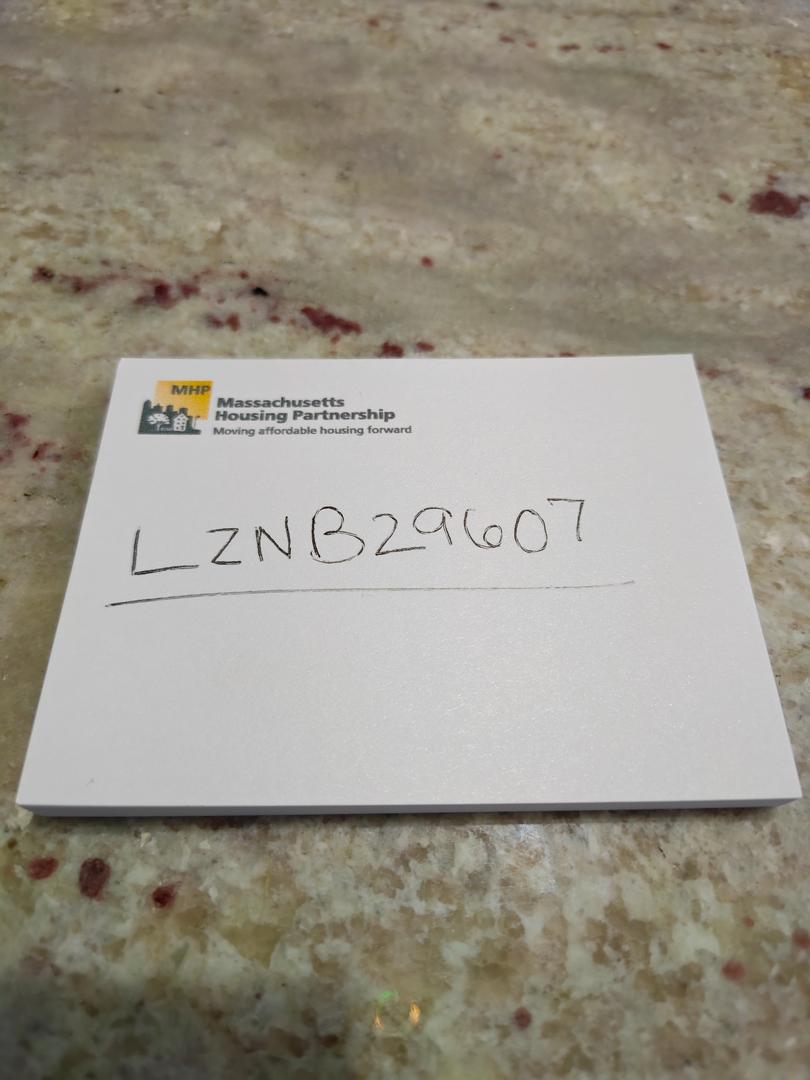 MHP
Massachusetts
Housing Partnership
Moving affordable housing forward
LZNB29607